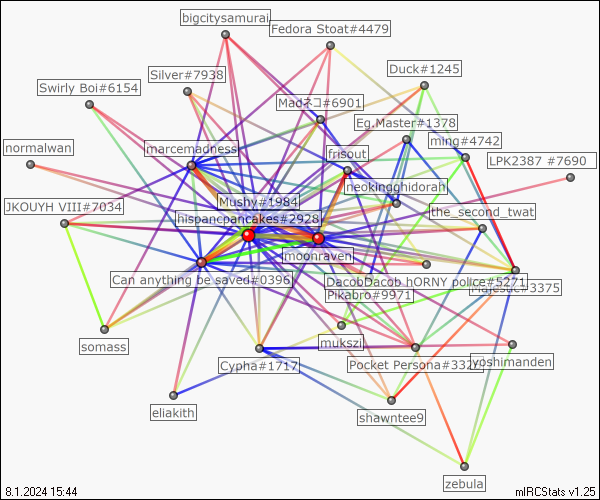 bigcitysamurai
Fedora Stoat#4479
Duck#1245
Silver#7938
Swirly Boi#6154
Madネコ#6901
Eg.Master#1378
ming#4742
normalwan
marcemadness
frisout
LPK2387 #7690
neokingghidorah
Mushy#1984
JKOUYH VIII#7034
hispancpancakes#2928
the_second_twat
moonraven
Can anything be saved#0396
DacobDacob hORNY police#5271
Majestic#3375
Pikabro#9971
somass
mukszi
Cypha#1717
Pocket Persona#332
yoshimanden
eliakith
shawntee9
zebula
8.1.2024 15:44
mIRCStats v1.25